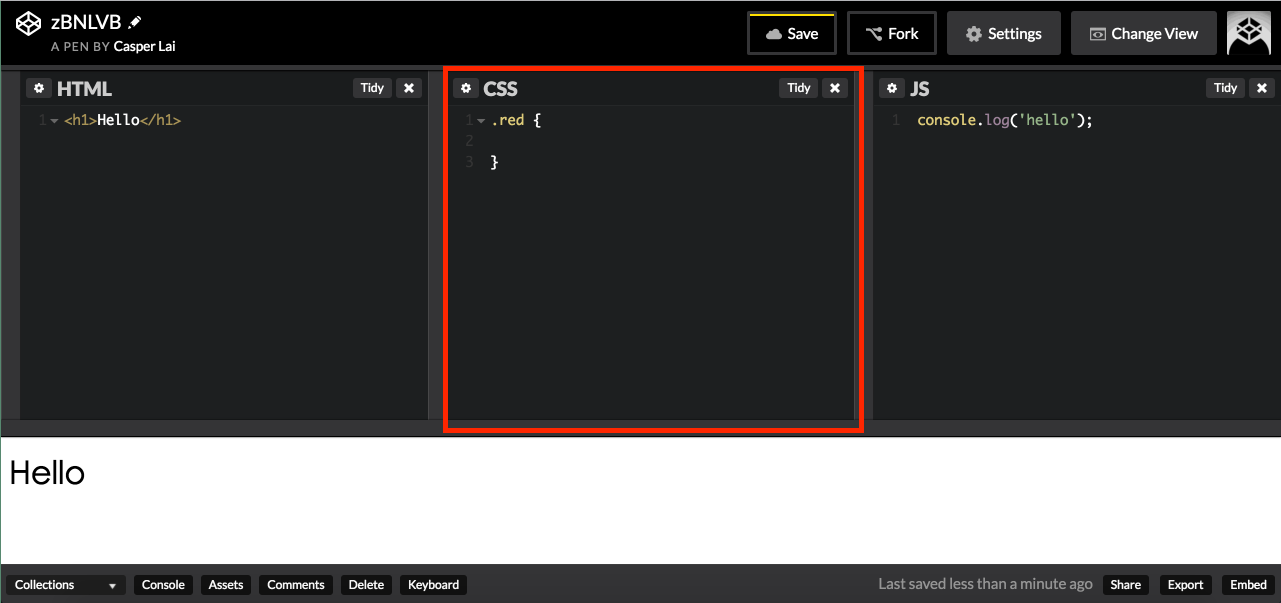 zBNLVB
A PEN BY Casper Lai
Save
Fork
Settings
Change View
HTML
Tidy
1 <h1>Hello</h1>
CSS
Tidy
1 .red {
2
3 }
JS
Tidy
1 console.log('hello');
Hello
Collections
Console
Assets
Comments
Delete
Keyboard
Last saved less than a minute ago
Share
Export
Embed